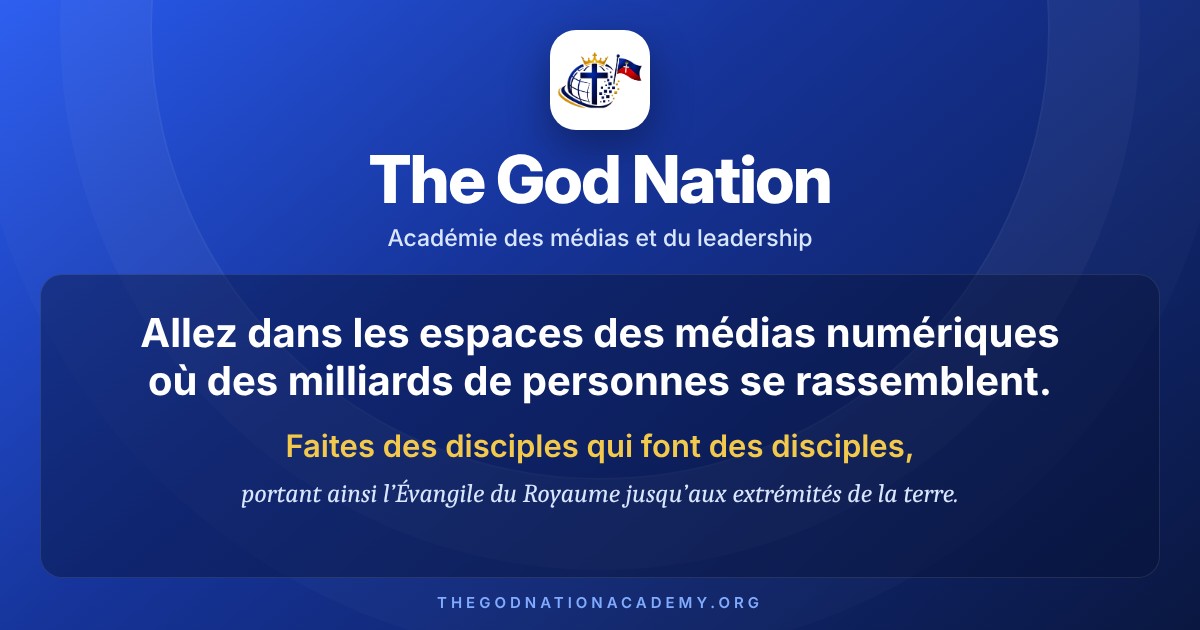 The God Nation
Académie des médias et du leadership
Allez dans les espaces des médias numériques
où des milliards de personnes se rassemblent.
Faites des disciples qui font des disciples,
portant ainsi l’Évangile du Royaume jusqu’aux extrémités de la terre.
THEGODNATIONACADEMY.ORG